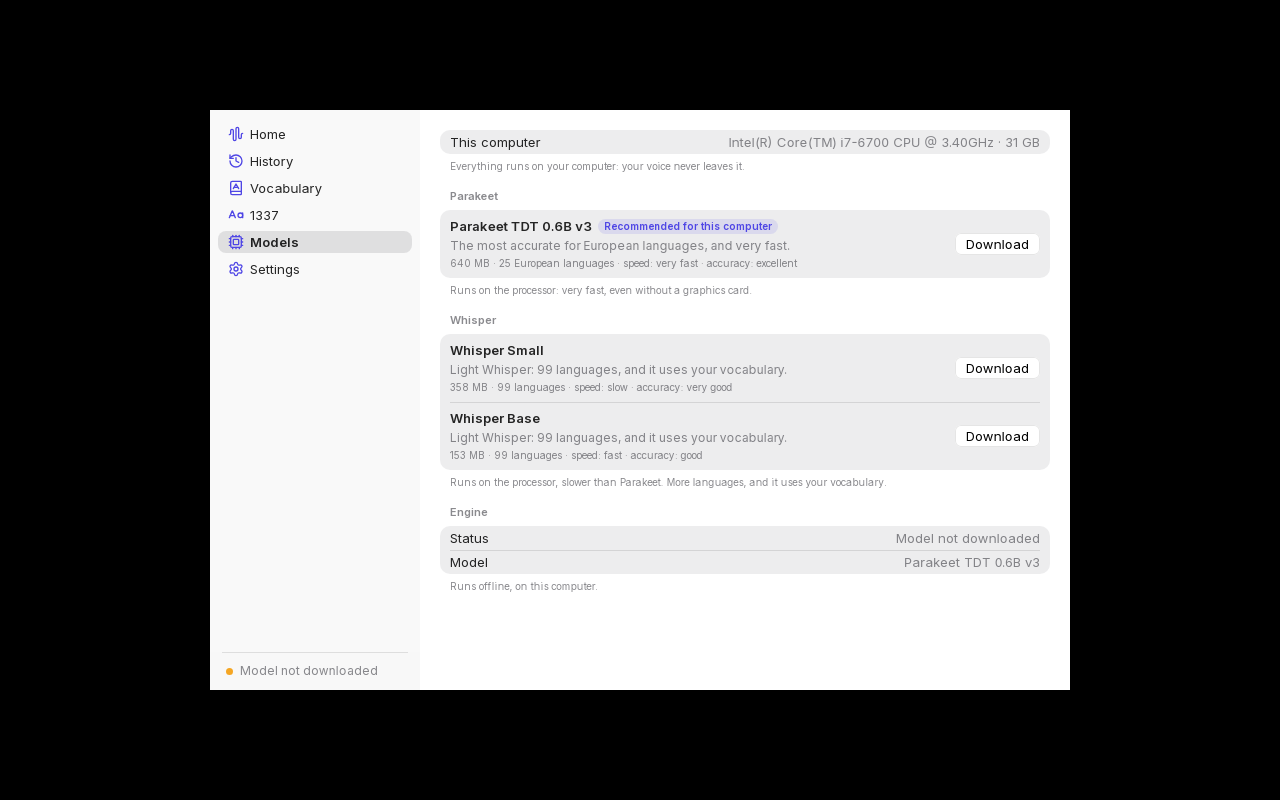 Home
History
Vocabulary
1337
Models
Settings
Model not downloaded
This computer Intel(R) Core(TM) i7-6700 CPU @ 3.40GHz · 31 GB
Everything runs on your computer: your voice never leaves it.
Parakeet
Parakeet TDT 0.6B v3 Recommended for this computer
The most accurate for European languages, and very fast.
640 MB · 25 European languages · speed: very fast · accuracy: excellent
Download
Runs on the processor: very fast, even without a graphics card.
Whisper
Whisper Small
Light Whisper: 99 languages, and it uses your vocabulary.
358 MB · 99 languages · speed: slow · accuracy: very good
Download
Whisper Base
Light Whisper: 99 languages, and it uses your vocabulary.
153 MB · 99 languages · speed: fast · accuracy: good
Download
Runs on the processor, slower than Parakeet. More languages, and it uses your vocabulary.
Engine
Status Model not downloaded
Model Parakeet TDT 0.6B v3
Runs offline, on this computer.